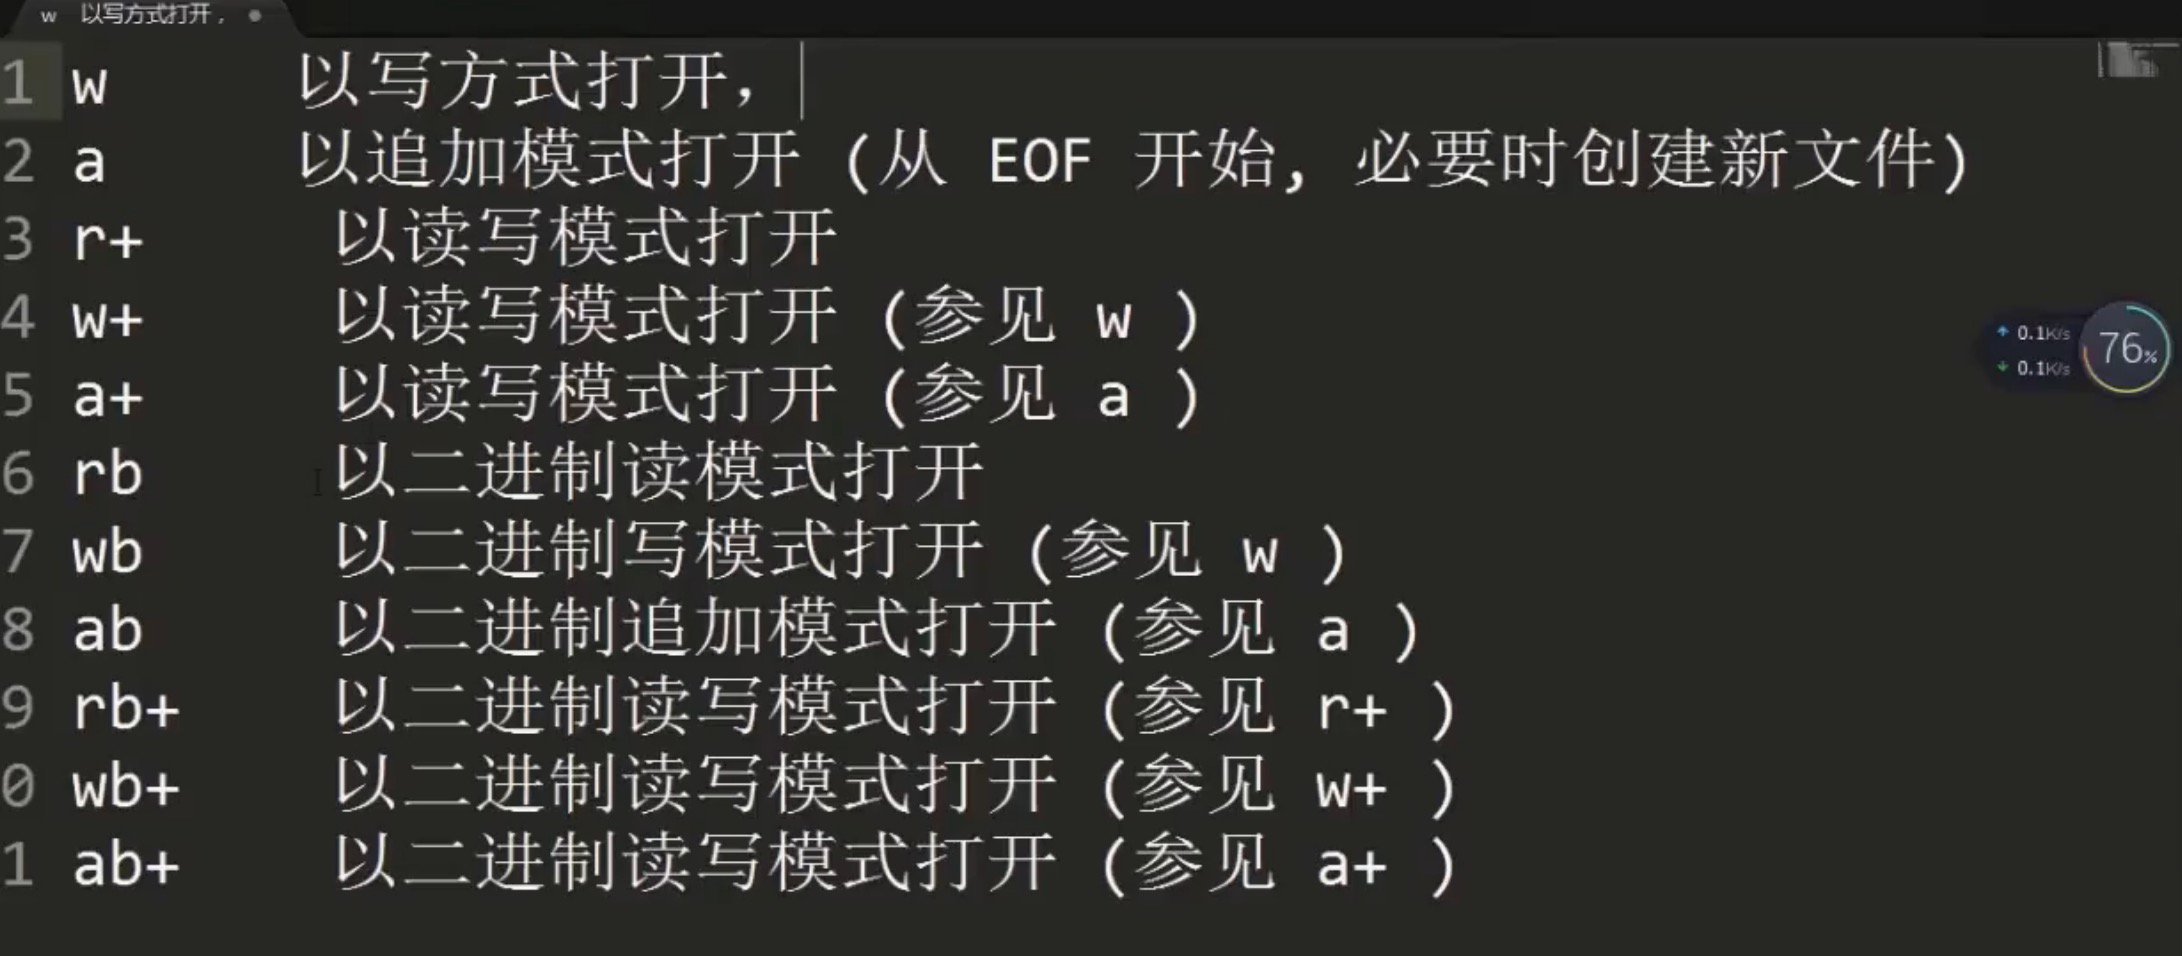 w 以写方式打开，
1 w 以写方式打开，
2 a 以追加模式打开 (从 EOF 开始, 必要时创建新文件)
3 r+ 以读写模式打开
4 w+ 以读写模式打开 (参见 w )
5 a+ 以读写模式打开 (参见 a )
6 rb 以二进制读模式打开
7 wb 以二进制写模式打开 (参见 w )
8 ab 以二进制追加模式打开 (参见 a )
9 rb+ 以二进制读写模式打开 (参见 r+ )
0 wb+ 以二进制读写模式打开 (参见 w+ )
1 ab+ 以二进制读写模式打开 (参见 a+ )
0.1K/s
0.1K/s
76%